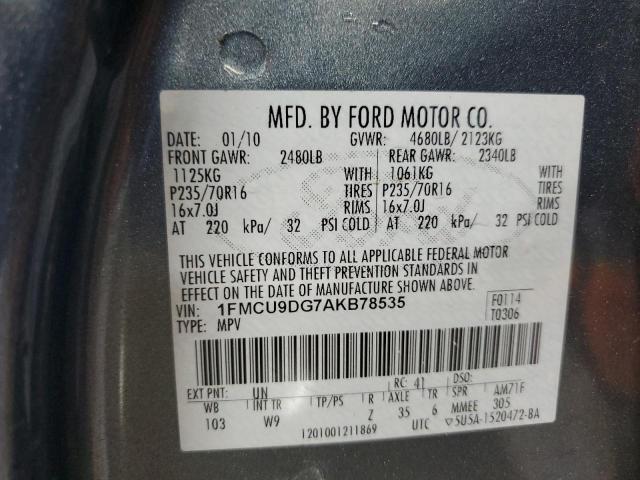 MFD. BY FORD MOTOR CO.
DATE: 01/10 GVWR: 4680LB/ 2123KG
FRONT GAWR: 2480LB REAR GAWR: 2340LB
1125KG WITH 1061KG WITH
P235/70R16 TIRES P235/70R16 TIRES
16x7.0J RIMS 16x7.0J RIMS
AT 220 kPa/ 32 PSI COLD AT 220 kPa/ 32 PSI COLD
THIS VEHICLE CONFORMS TO ALL APPLICABLE FEDERAL MOTOR
VEHICLE SAFETY AND THEFT PREVENTION STANDARDS IN
EFFECT ON THE DATE OF MANUFACTURE SHOWN ABOVE.
VIN: 1FMCU9DG7AKB78535 F0114
TYPE: MPV T0306
EXT PNT: UN RC: 41 DSO:
WB INT TR TP/PS R AXLE TR SPR AM71F
103 W9 Z 35 6 MMEE 305
1201001211869 UTC ▽5U5A-1520472-BA